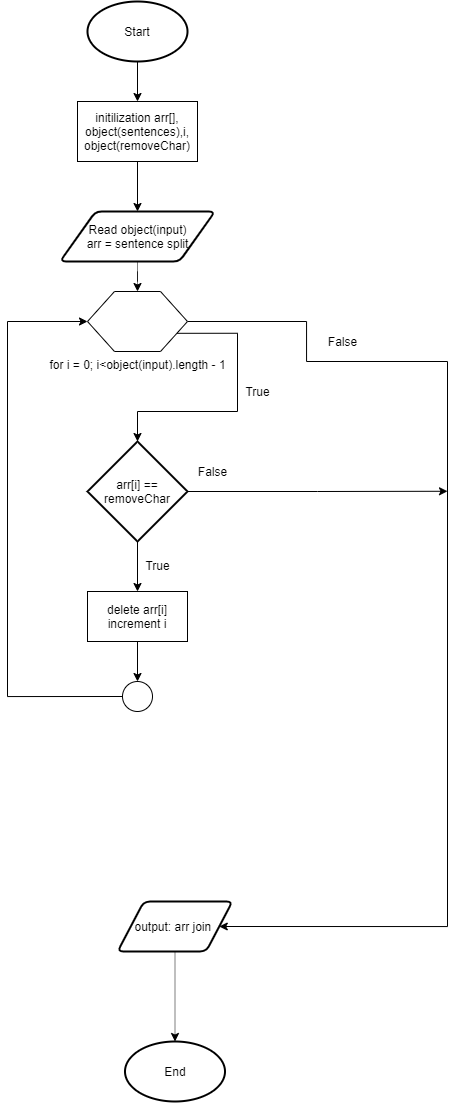 Start
initilization arr[],
object(sentences),i,
object(removeChar)
Read object(input)
arr = sentence split
False
for i = 0; i<object(input).length - 1
True
False
arr[i] ==
removeChar
True
delete arr[i]
increment i
output: arr join
End